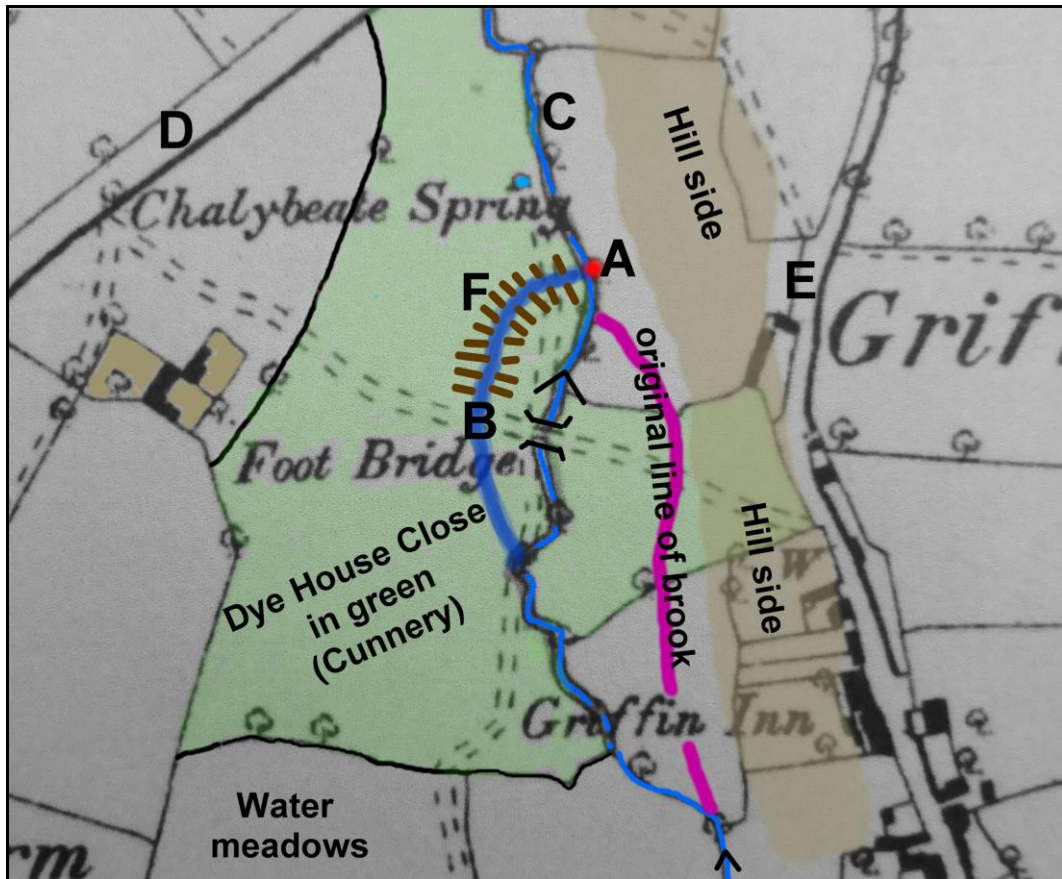 C
D
Hill side
Chalybeate Spring
A
E
F
Grif
original line of brook
B
Foot Bridge
Dye House Close
in green
(Cunnery)
Hill side
W
Griffin Inn
Water
meadows
rm